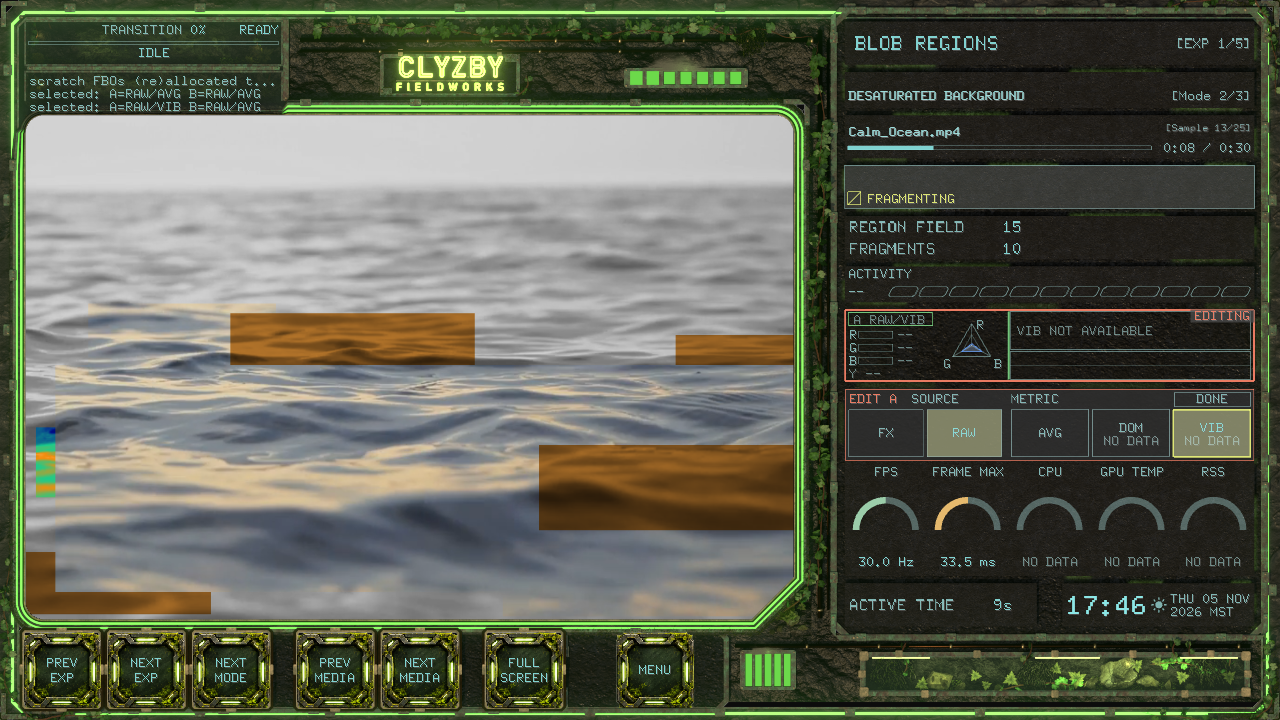 TRANSITION 0% READY
IDLE
scratch FBOs (re)allocated t...
selected: A=RAW/AVG B=RAW/AVG
selected: A=RAW/VIB B=RAW/AVG
CLYZBY
FIELDWORKS
BLOB REGIONS [EXP 1/5]
DESATURATED BACKGROUND [Mode 2/3]
Calm_Ocean.mp4 [Sample 13/25]
0:08 / 0:30
FRAGMENTING
REGION FIELD 15
FRAGMENTS 10
ACTIVITY
--
A RAW/VIB EDITING
R --
G --
B --
Y --
R
G B
VIB NOT AVAILABLE
EDIT A SOURCE METRIC DONE
FX RAW AVG DOM NO DATA VIB NO DATA
FPS FRAME MAX CPU GPU TEMP RSS
30.0 Hz 33.5 ms NO DATA NO DATA NO DATA
ACTIVE TIME 9s
17:46 THU 05 NOV
2026 MST
PREV EXP
NEXT EXP
NEXT MODE
PREV MEDIA
NEXT MEDIA
FULL SCREEN
MENU